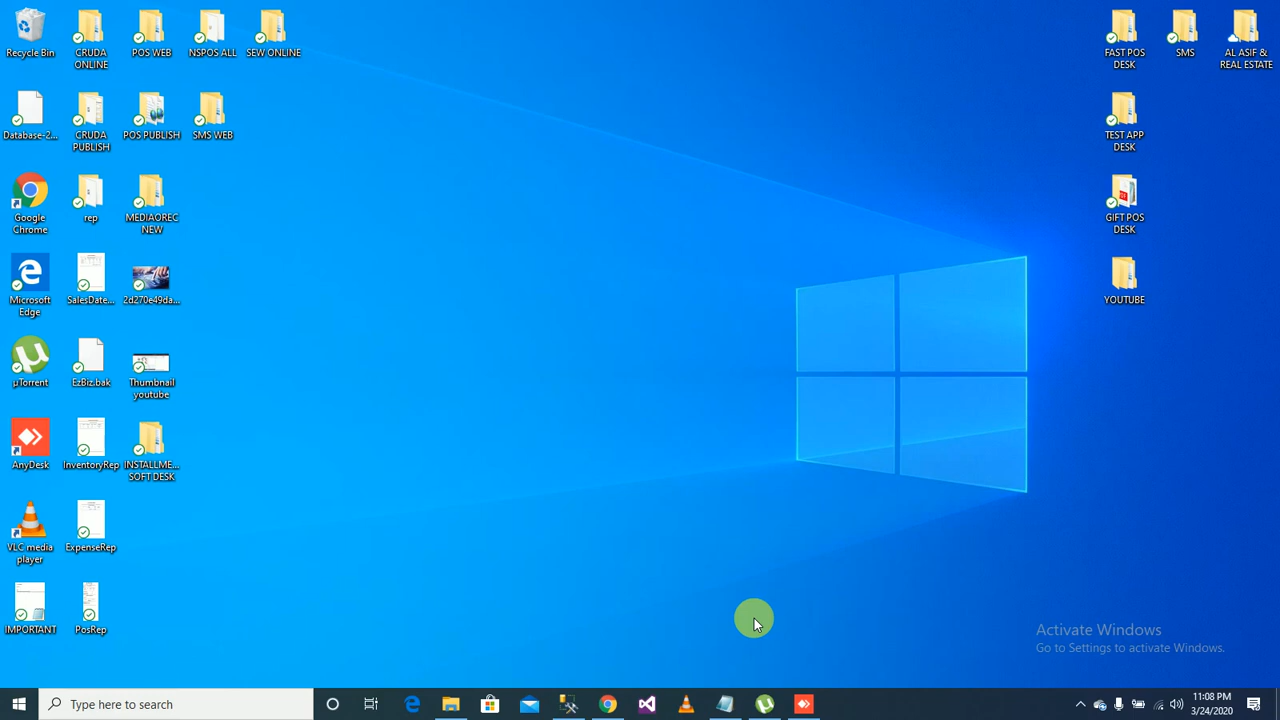 Recycle Bin
CRUDA
ONLINE
POS WEB
NSPOS ALL
SEW ONLINE
FAST POS
DESK
SMS
AL ASIF &
REAL ESTATE
Database-2...
CRUDA
PUBLISH
POS PUBLISH
SMS WEB
TEST APP
DESK
Google
Chrome
rep
MEDIAOREC
NEW
GIFT POS
DESK
Microsoft
Edge
SalesDate...
2d270e49da...
YOUTUBE
µTorrent
EzBiz.bak
Thumbnail
youtube
AnyDesk
InventoryRep
INSTALLME...
SOFT DESK
VLC media
player
ExpenseRep
IMPORTANT
PosRep
Activate Windows
Go to Settings to activate Windows.
Type here to search
11:08 PM
3/24/2020